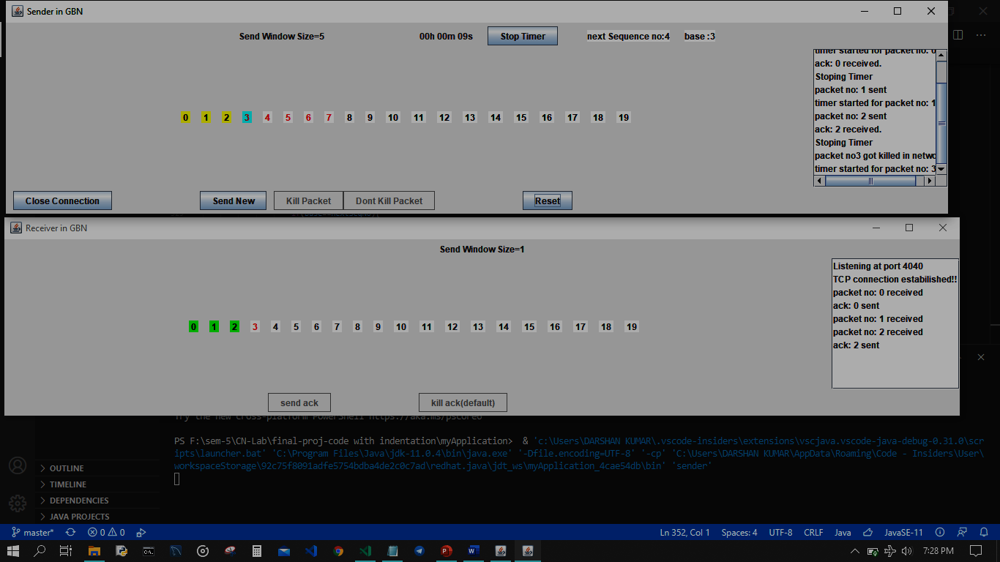 Sender in GBN
Send Window Size=5 00h 00m 09s Stop Timer next Sequence no:4 base :3
timer started for packet no: 0
ack: 0 received.
Stoping Timer
packet no: 1 sent
timer started for packet no: 1
packet no: 2 sent
ack: 2 received.
Stoping Timer
packet no3 got killed in netwo
timer started for packet no: 3
0 1 2 3 4 5 6 7 8 9 10 11 12 13 14 15 16 17 18 19
Close Connection Send New Kill Packet Dont Kill Packet Reset
Receiver in GBN
Send Window Size=1
Listening at port 4040
TCP connection estabilished!!
packet no: 0 received
ack: 0 sent
packet no: 1 received
packet no: 2 received
ack: 2 sent
0 1 2 3 4 5 6 7 8 9 10 11 12 13 14 15 16 17 18 19
send ack kill ack(default)
Try the new cross-platform PowerShell https://aka.ms/pscore6
PS F:\sem-5\CN-Lab\final-proj-code with indentation\myApplication> & 'c:\Users\DARSHAN KUMAR\.vscode-insiders\extensions\vscjava.vscode-java-debug-0.31.0\scr
ipts\launcher.bat' 'C:\Program Files\Java\jdk-11.0.4\bin\java.exe' '-Dfile.encoding=UTF-8' '-cp' 'C:\Users\DARSHAN KUMAR\AppData\Roaming\Code - Insiders\User\
workspaceStorage\92c75f8091adfe5754bdba4de2c0c7ad\redhat.java\jdt_ws\myApplication_4cae54db\bin' 'sender'
OUTLINE
TIMELINE
DEPENDENCIES
JAVA PROJECTS
master* 0 0 Ln 352, Col 1 Spaces: 4 UTF-8 CRLF Java JavaSE-11
7:28 PM